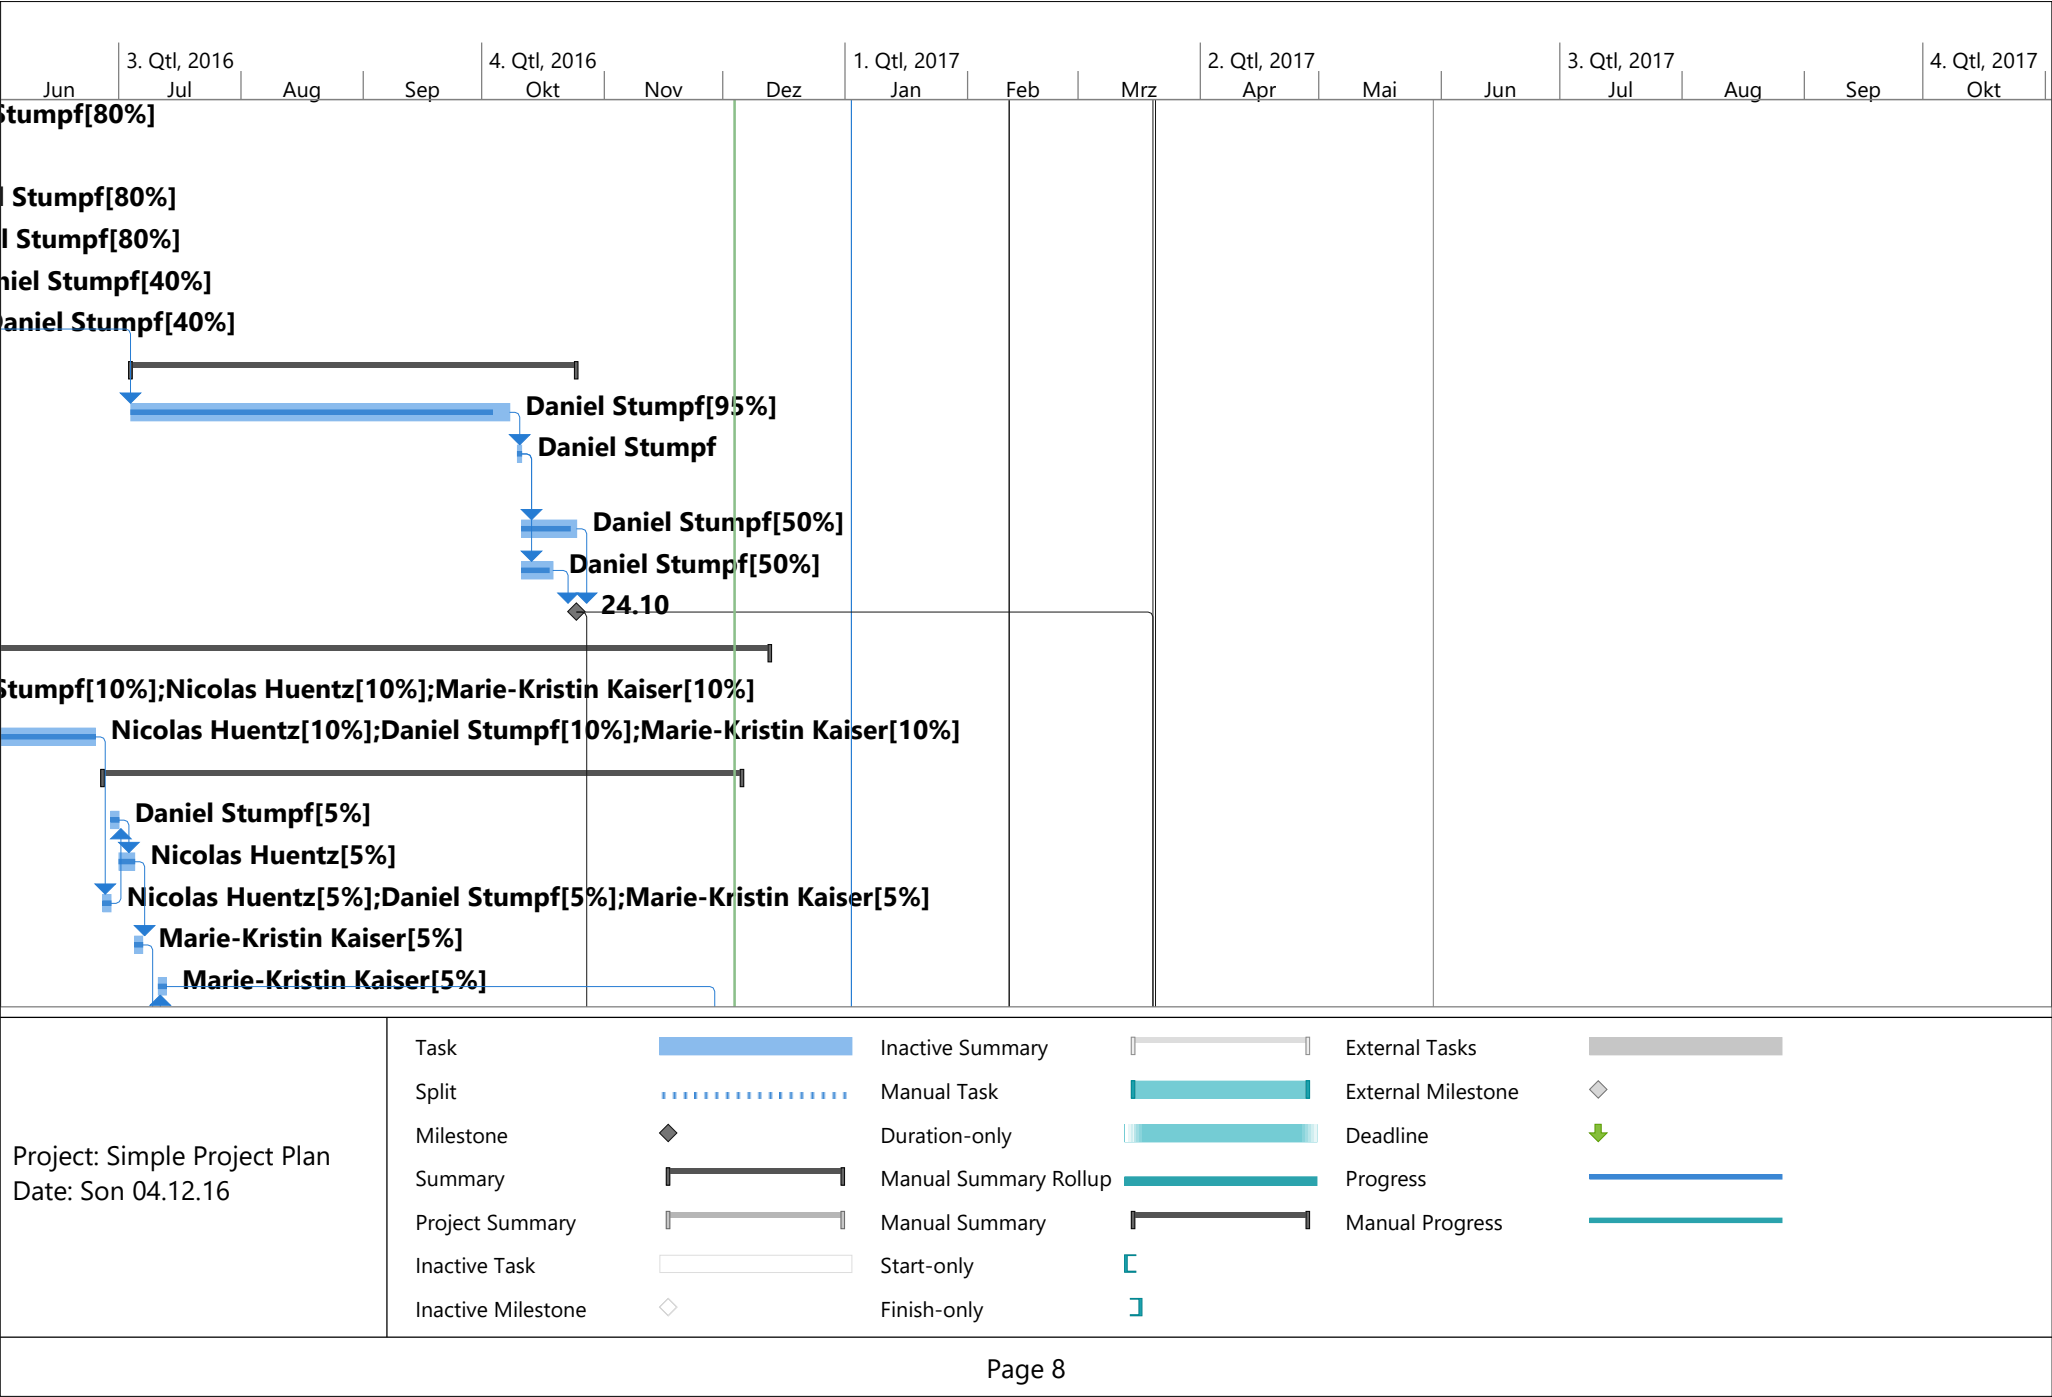 3. Qtl, 2016 4. Qtl, 2016 1. Qtl, 2017 2. Qtl, 2017 3. Qtl, 2017 4. Qtl, 2017
Jun Jul Aug Sep Okt Nov Dez Jan Feb Mrz Apr Mai Jun Jul Aug Sep Okt
Stumpf[80%]
Stumpf[80%]
l Stumpf[80%]
niel Stumpf[40%]
aniel Stumpf[40%]
Daniel Stumpf[95%]
Daniel Stumpf
Daniel Stumpf[50%]
Daniel Stumpf[50%]
24.10
Stumpf[10%];Nicolas Huentz[10%];Marie-Kristin Kaiser[10%]
Nicolas Huentz[10%];Daniel Stumpf[10%];Marie-Kristin Kaiser[10%]
Daniel Stumpf[5%]
Nicolas Huentz[5%]
Nicolas Huentz[5%];Daniel Stumpf[5%];Marie-Kristin Kaiser[5%]
Marie-Kristin Kaiser[5%]
Marie-Kristin Kaiser[5%]
Project: Simple Project Plan
Date: Son 04.12.16
Task
Split
Milestone
Summary
Project Summary
Inactive Task
Inactive Milestone
Inactive Summary
Manual Task
Duration-only
Manual Summary Rollup
Manual Summary
Start-only
Finish-only
External Tasks
External Milestone
Deadline
Progress
Manual Progress
Page 8